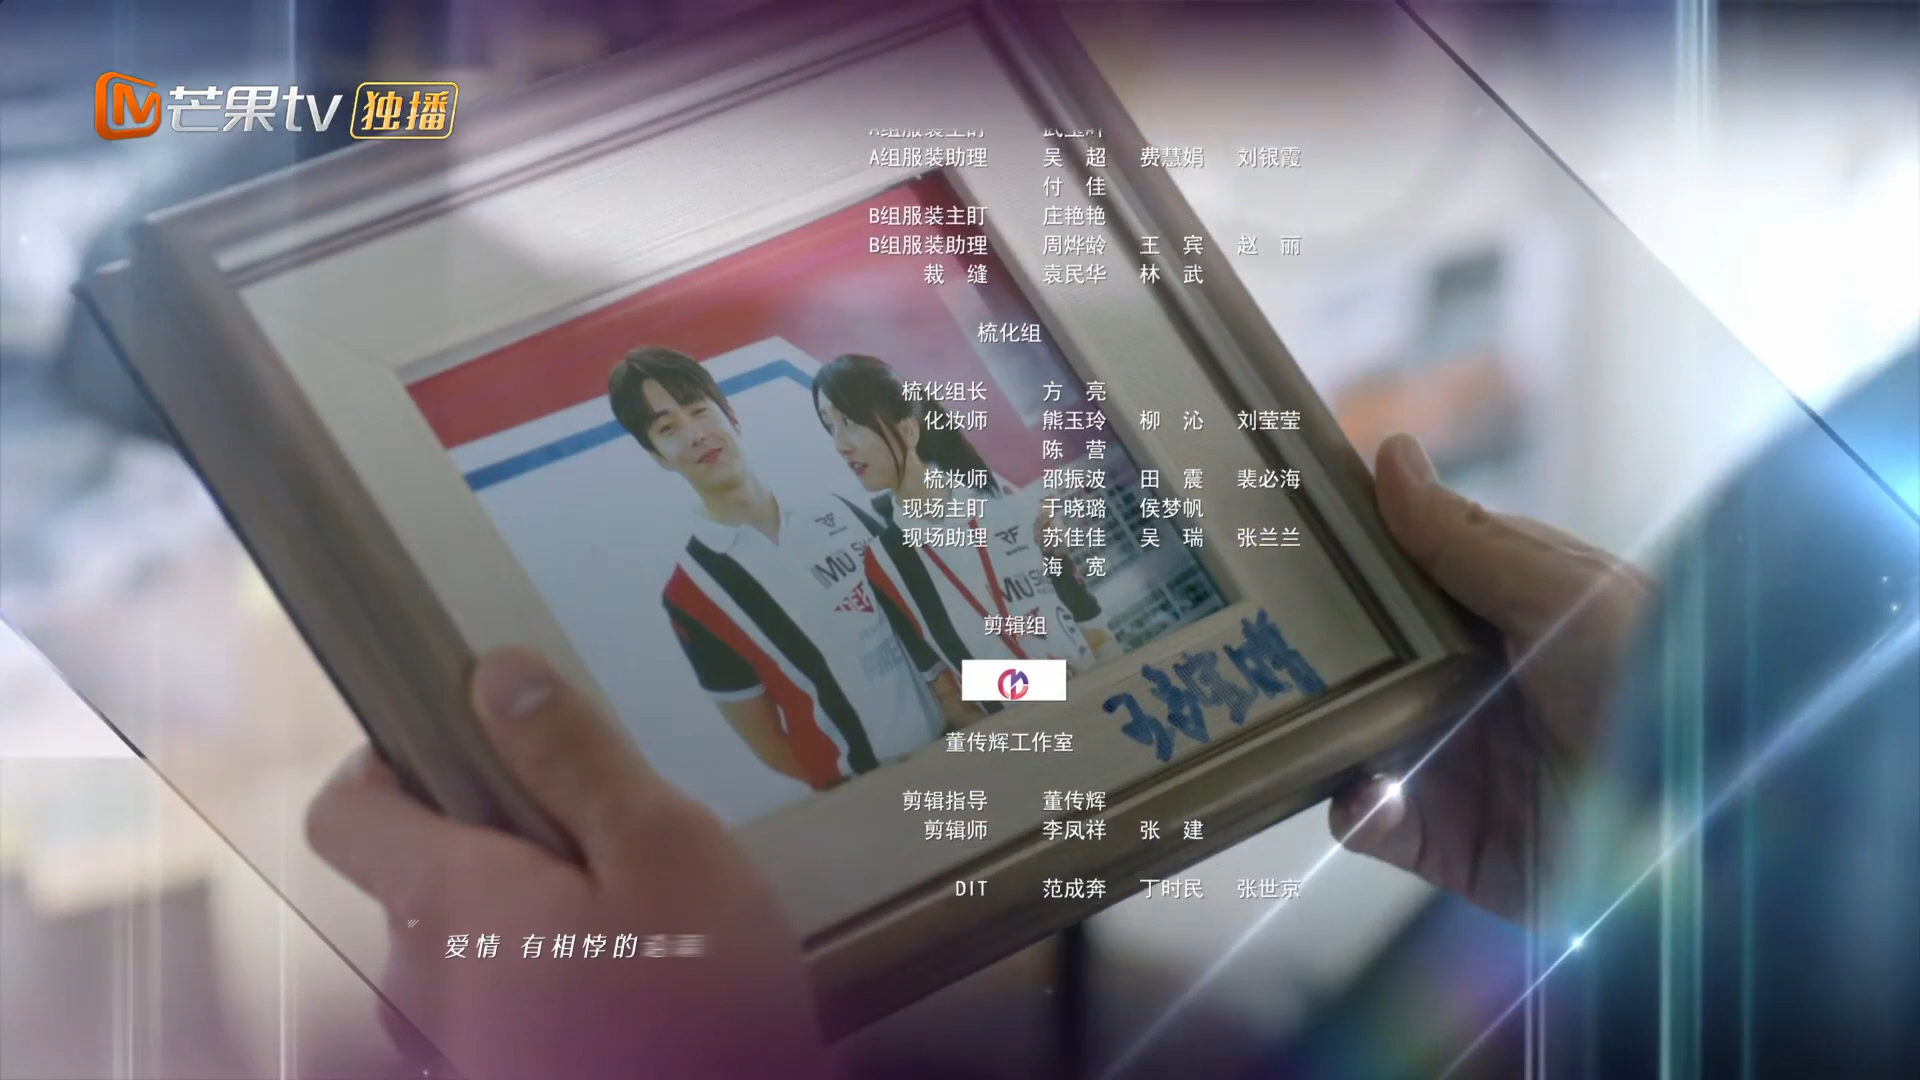 芒果tv 独播
A组服装助理 吴 超 费慧娟 刘银霞
付 佳
B组服装主盯 庄艳艳
B组服装助理 周烨龄 王 宾 赵 丽
裁 缝 袁民华 林 武
梳化组
梳化组长 方 亮
化妆师 熊玉玲 柳 沁 刘莹莹
陈 营
梳妆师 邵振波 田 震 裴必海
现场主盯 于晓璐 侯梦帆
现场助理 苏佳佳 吴 瑞 张兰兰
海 宽
剪辑组
董传辉工作室
剪辑指导 董传辉
剪辑师 李凤祥 张 建
DIT 范成奔 丁时民 张世京
爱情 有相悖的